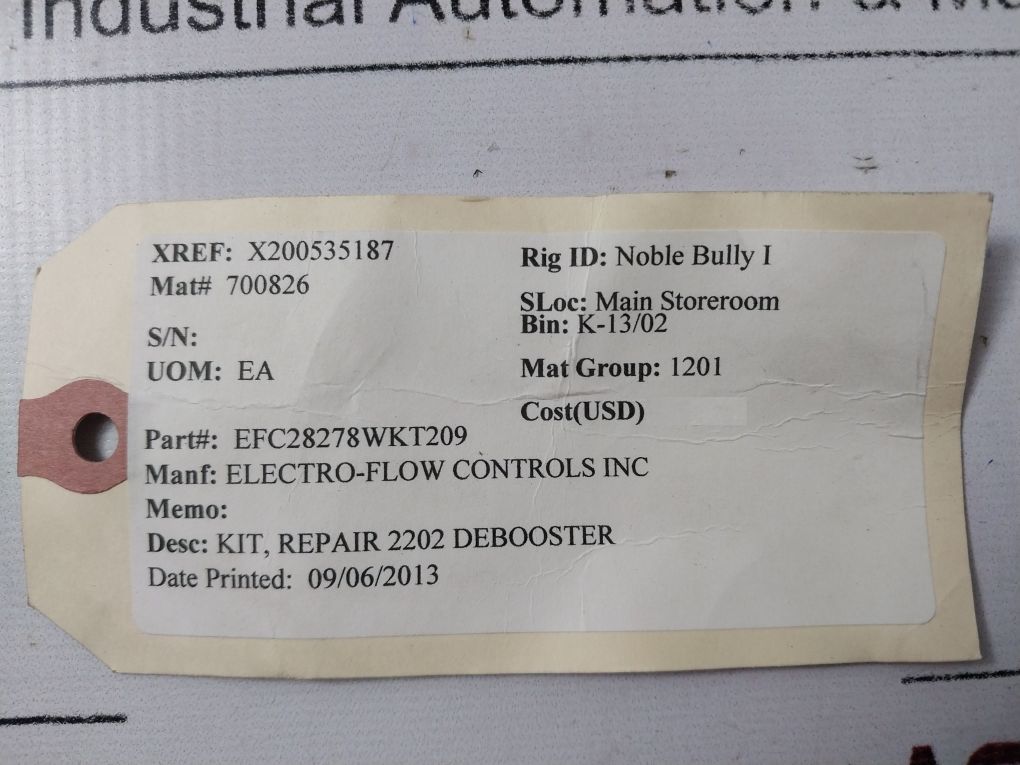 Industrial Automation &
XREF: X200535187
Mat# 700826
S/N:
UOM: EA
Rig ID: Noble Bully I
SLoc: Main Storeroom
Bin: K-13/02
Mat Group: 1201
Cost(USD)
Part#: EFC28278WKT209
Manf: ELECTRO-FLOW CONTROLS INC
Memo:
Desc: KIT, REPAIR 2202 DEBOOSTER
Date Printed: 09/06/2013